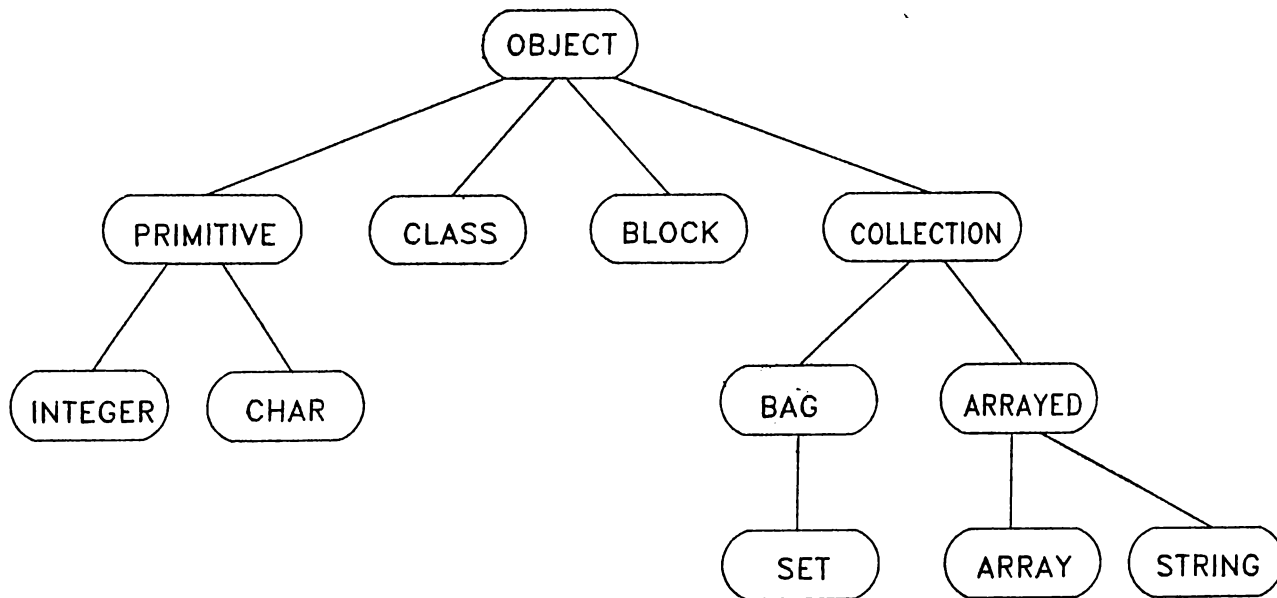 OBJECT
PRIMITIVE
CLASS
BLOCK
COLLECTION
INTEGER
CHAR
BAG
ARRAYED
SET
ARRAY
STRING